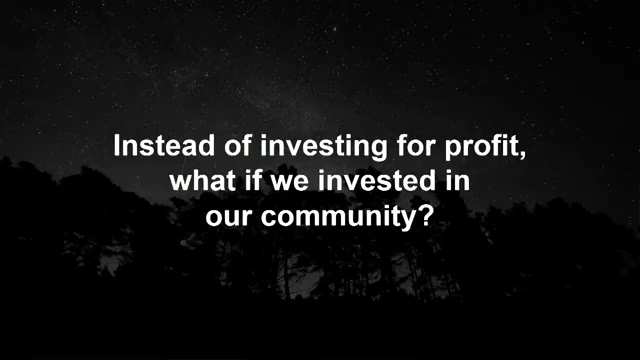 Instead of investing for profit,
what if we invested in
our community?